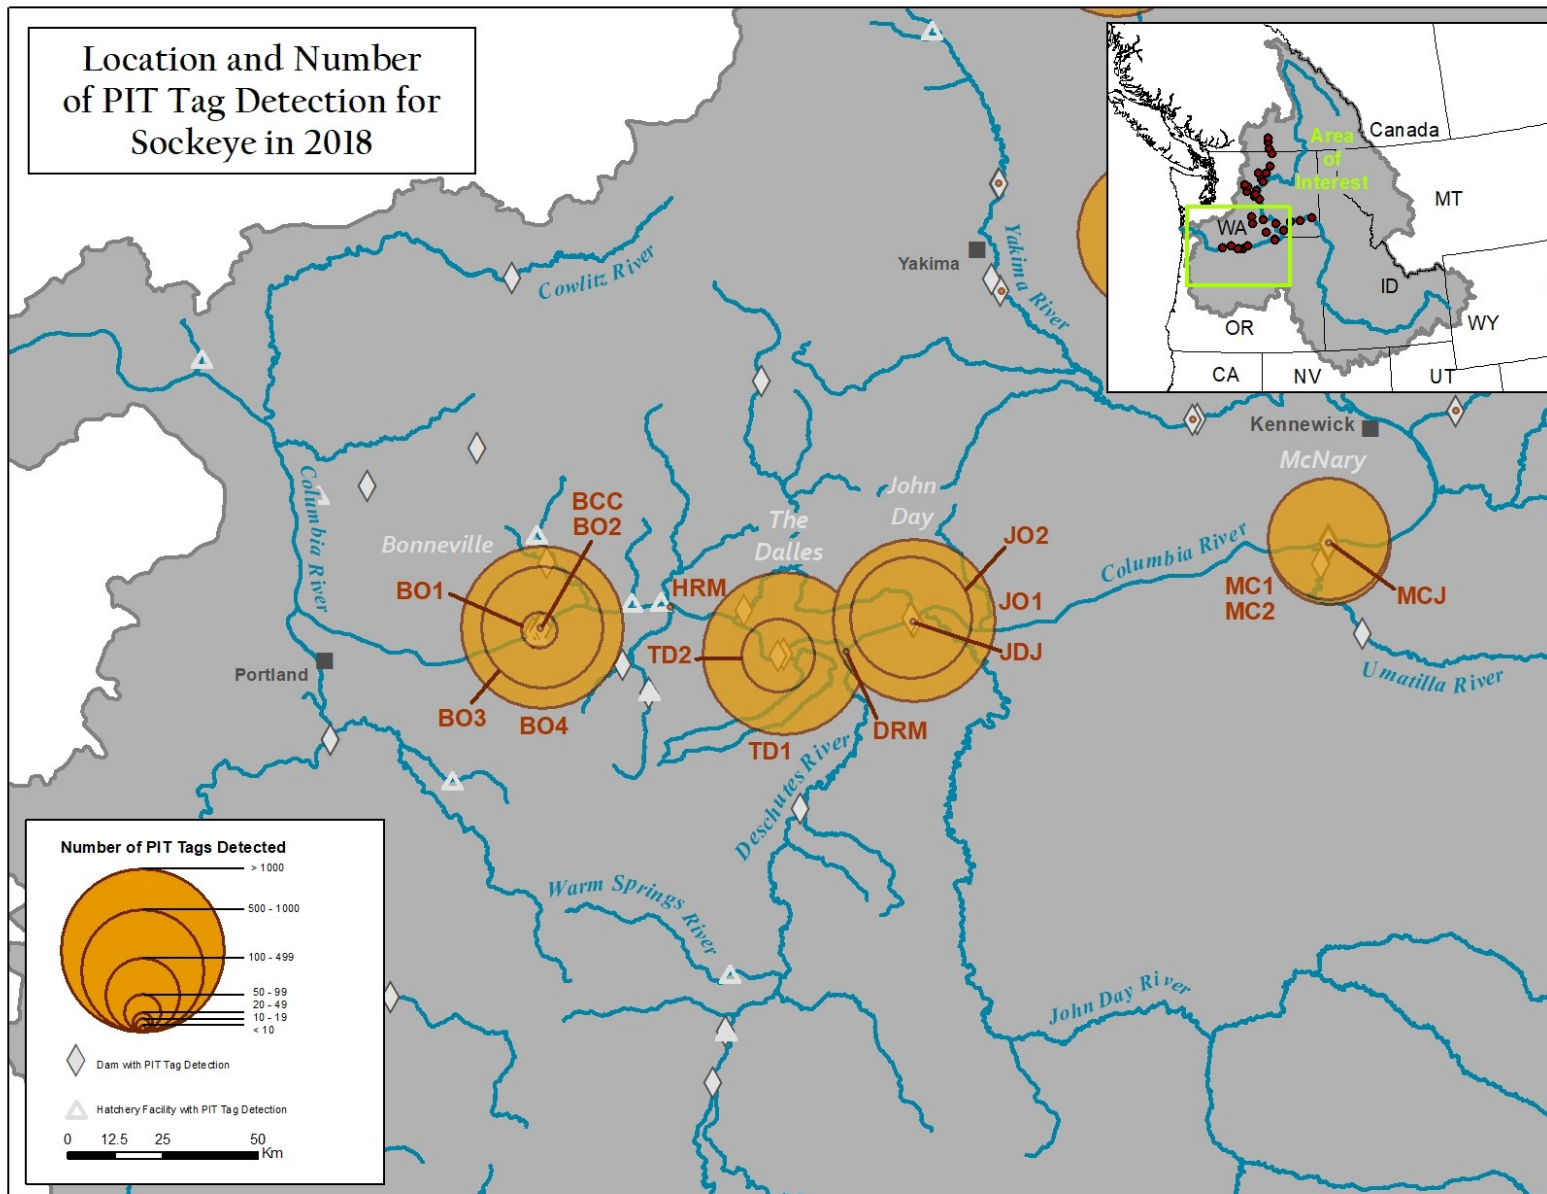 Location and Number
of PIT Tag Detection for
Sockeye in 2018
Canada
Area
of
Interest
MT
WA
ID
OR
WY
CA
NV
UT
Yakima
Yakima River
Cowlitz River
Kennewick
McNary
John
Day
The
Dalles
Bonneville
Columbia River
BCC
BO2
BO1
HRM
JO2
JO1
JDJ
Columbia River
MC1
MC2
MCJ
TD2
Portland
Umatilla River
BO3
BO4
TD1
DRM
Deschutes River
Warm Springs River
John Day River
Number of PIT Tags Detected
> 1000
500 - 1000
100 - 499
50 - 99
20 - 49
10 - 19
< 10
Dam with PIT Tag Detection
Hatchery Facility with PIT Tag Detection
0 12.5 25 50
Km